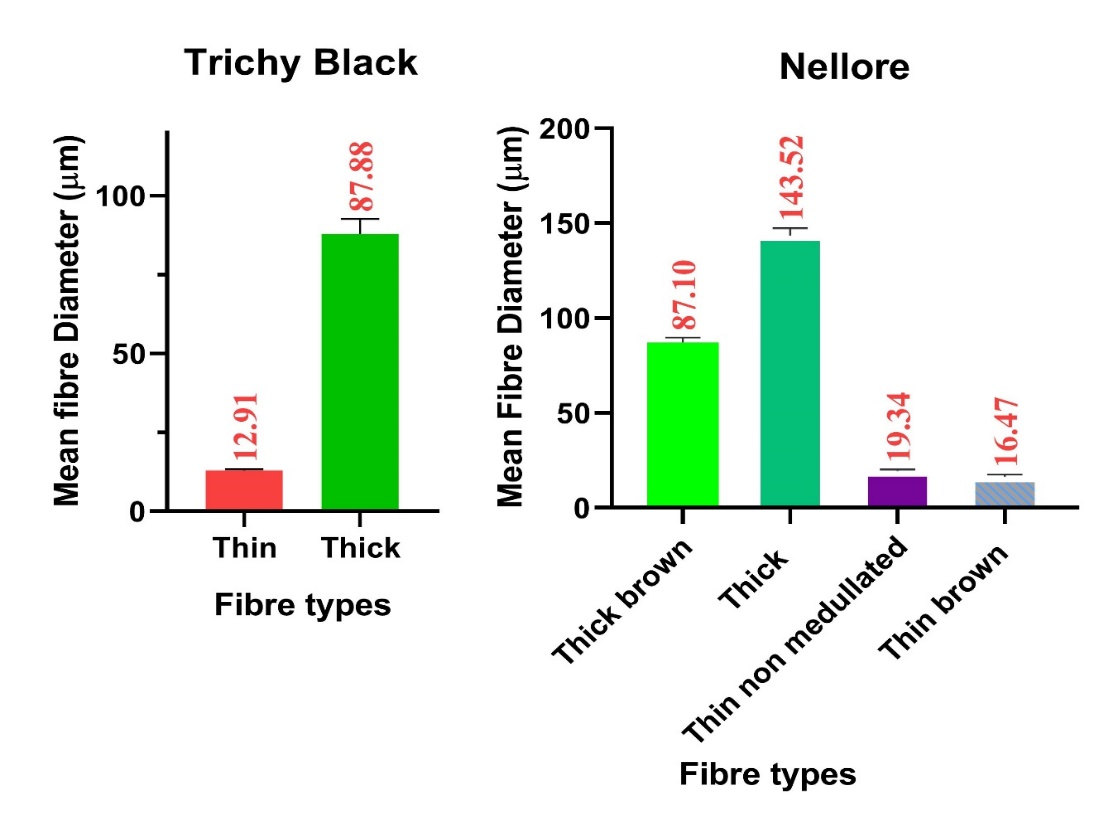 Trichy Black
Mean fibre Diameter (μm)
100
50
0
12.91
87.88
Thin
Thick
Fibre types
Nellore
Mean Fibre Diameter (μm)
200
150
100
50
0
87.10
143.52
19.34
16.47
Thick brown
Thick
Thin non medullated
Thin brown
Fibre types